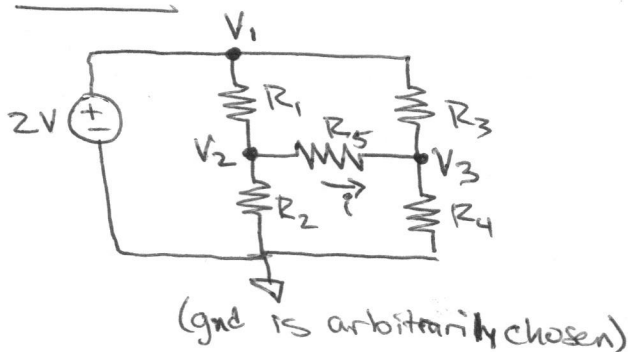 V₁
2V
+
−
R₁
R₃
R₅
V₂
V₃
i
R₂
R₄
(gnd is arbitrarily chosen)